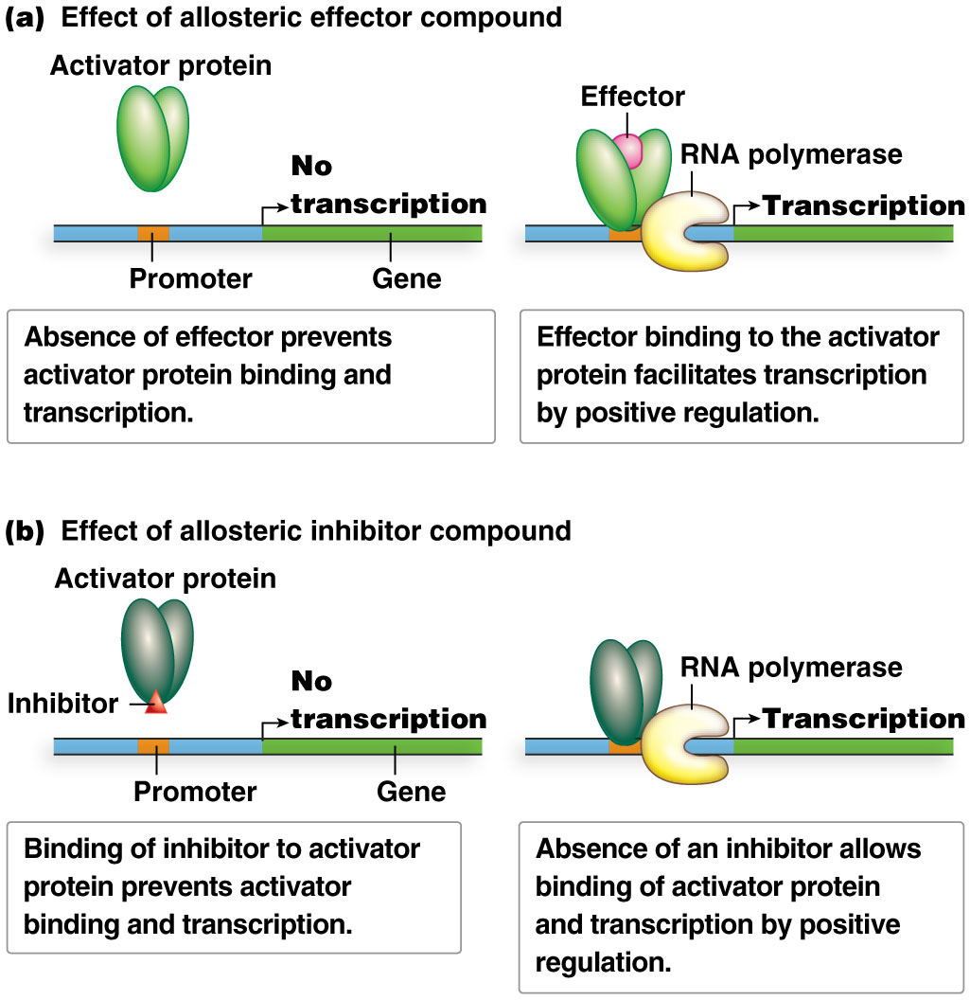 (a) Effect of allosteric effector compound
Activator protein
No
transcription
Promoter
Gene
Effector
RNA polymerase
Transcription
Absence of effector prevents
activator protein binding and
transcription.
Effector binding to the activator
protein facilitates transcription
by positive regulation.
(b) Effect of allosteric inhibitor compound
Activator protein
Inhibitor
No
transcription
Promoter
Gene
RNA polymerase
Transcription
Binding of inhibitor to activator
protein prevents activator
binding and transcription.
Absence of an inhibitor allows
binding of activator protein
and transcription by positive
regulation.